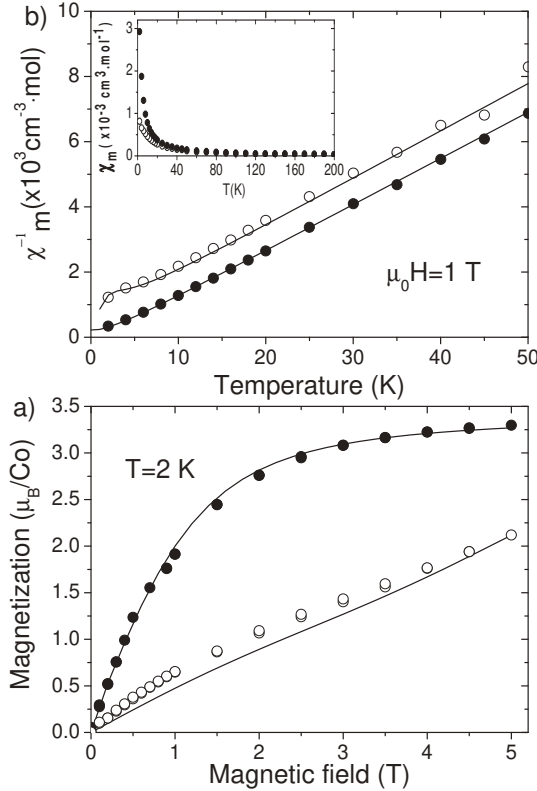 b)
10
8
6
4
2
0
χ⁻¹m(x10³cm⁻³·mol)
3
2
1
0
χm( x10⁻³ cm³.mol⁻¹)
0 40 80 120 160 200
T(K)
μ₀H=1 T
0 10 20 30 40 50
Temperature (K)
a)
3.5
3.0
2.5
2.0
1.5
1.0
0.5
0.0
Magnetization (μB/Co)
T=2 K
0 1 2 3 4 5
Magnetic field (T)